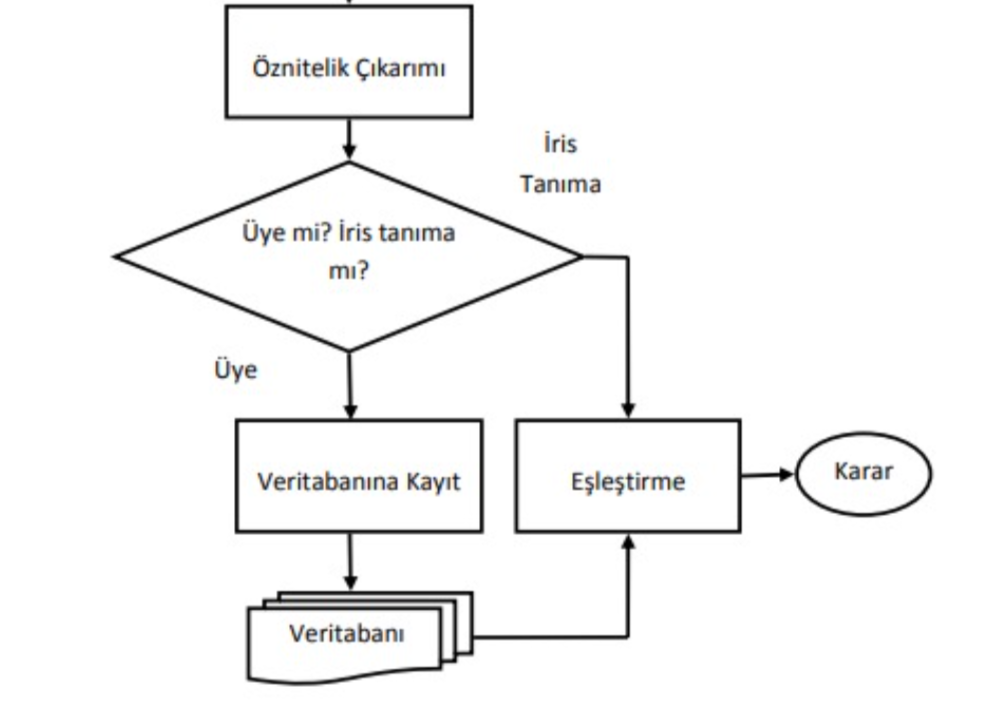 Öznitelik Çıkarımı
İris
Tanıma
Üye mi? İris tanıma
mı?
Üye
Veritabanına Kayıt
Eşleştirme
Karar
Veritabanı